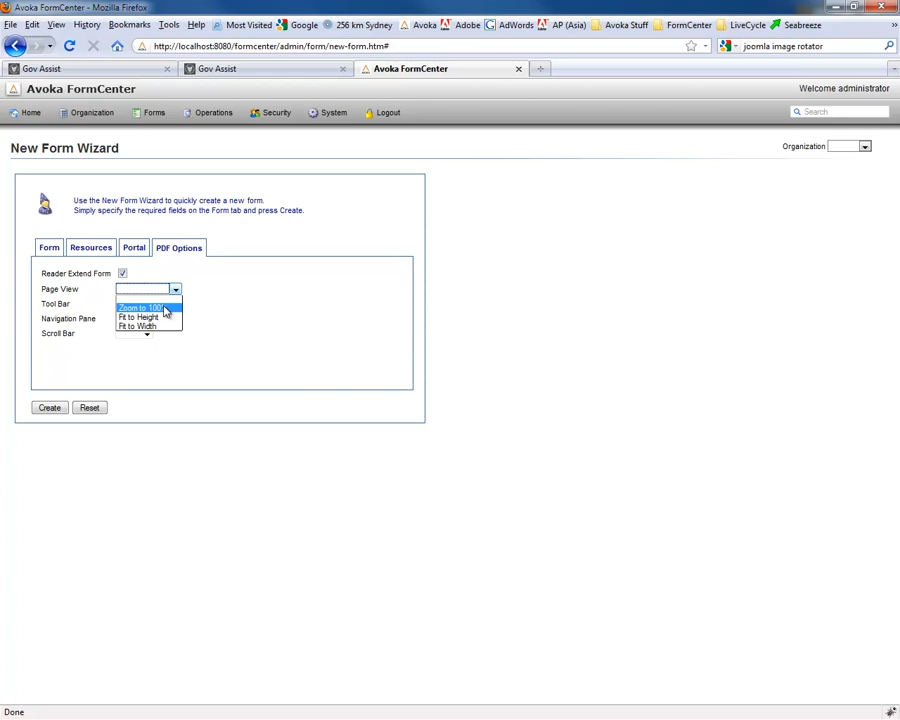 Avoka FormCenter - Mozilla Firefox
File Edit View History Bookmarks Tools Help Most Visited Google 256 km Sydney Avoka Adobe AdWords AP (Asia) Avoka Stuff FormCenter LiveCycle Seabreeze »
http://localhost:8080/formcenter/admin/form/new-form.htm# joomla image rotator
Gov Assist Gov Assist Avoka FormCenter
Avoka FormCenter Welcome administrator
Home Organization Forms Operations Security System Logout Search
New Form Wizard Organization
Use the New Form Wizard to quickly create a new form.
Simply specify the required fields on the Form tab and press Create.
Form Resources Portal PDF Options
Reader Extend Form
Page View
Tool Bar
Zoom to 100%
Navigation Pane Fit to Height
Fit to Width
Scroll Bar
Create Reset
Done